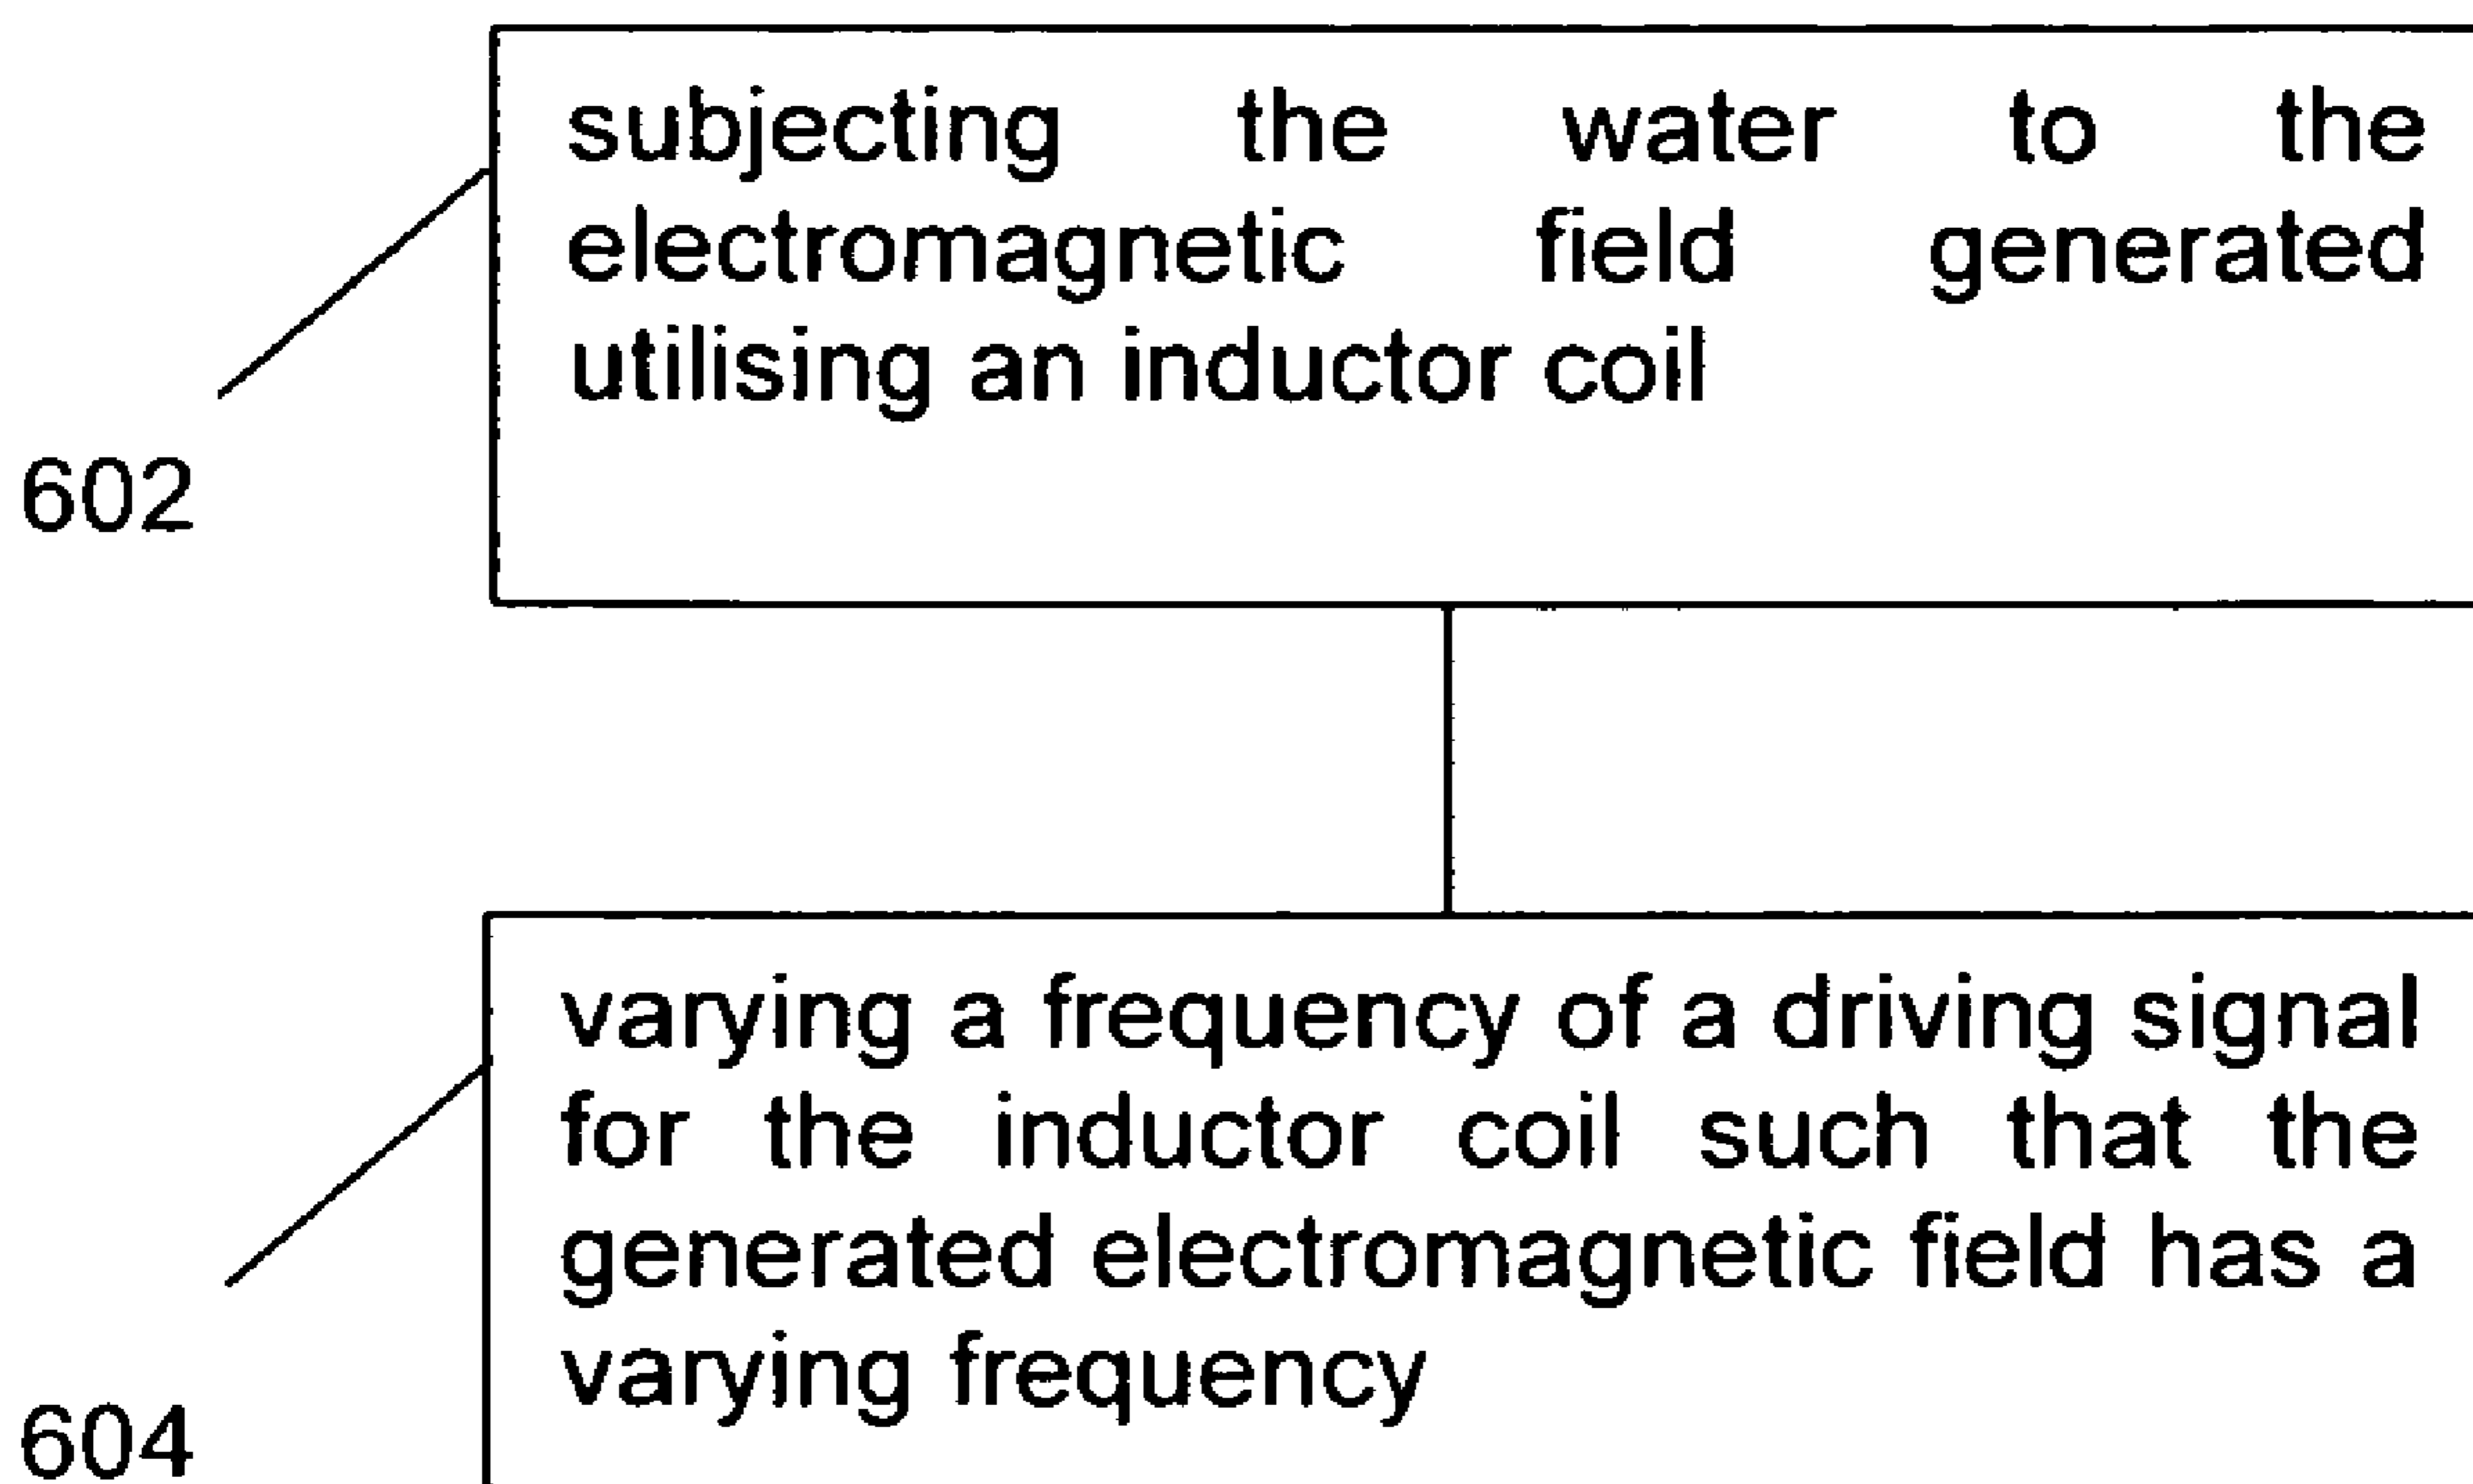 subjecting the water to the
electromagnetic field generated
utilising an inductor coil
602
varying a frequency of a driving signal
for the inductor coil such that the
generated electromagnetic field has a
varying frequency
604